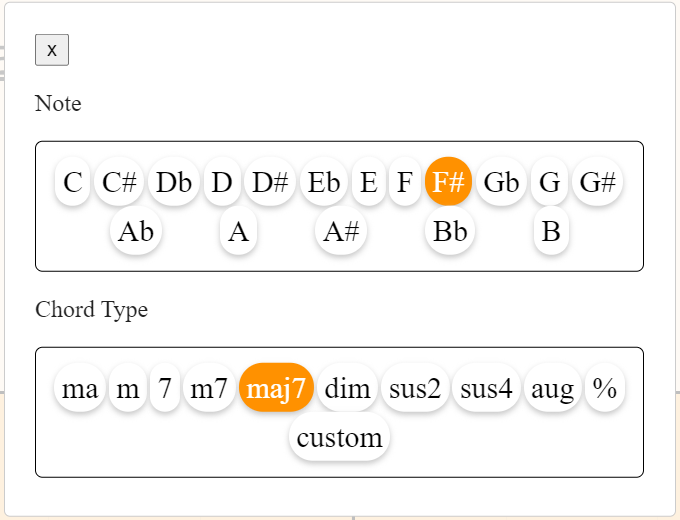 x
Note
C C# Db D D# Eb E F F# Gb G G#
Ab A A# Bb B
Chord Type
ma m 7 m7 maj7 dim sus2 sus4 aug %
custom